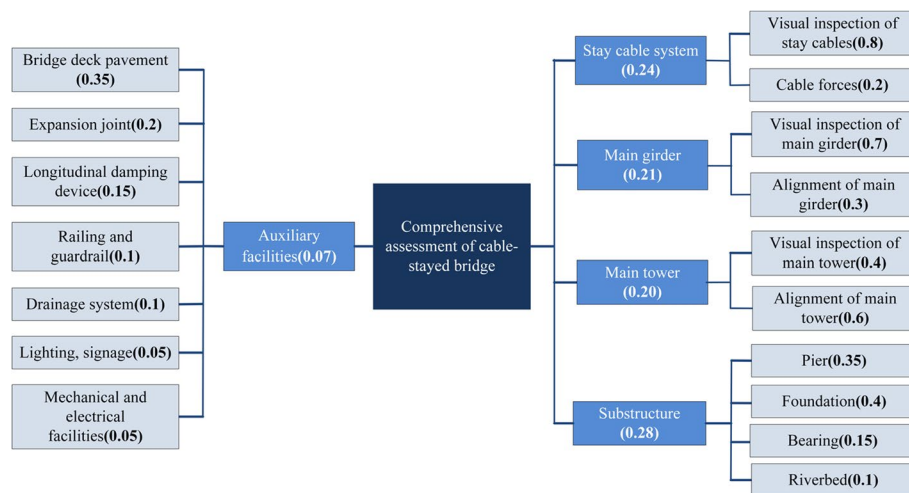 Bridge deck pavement
(0.35)
Expansion joint(0.2)
Longitudinal damping
device(0.15)
Railing and
guardrail(0.1)
Drainage system(0.1)
Lighting, signage(0.05)
Mechanical and
electrical
facilities(0.05)
Auxiliary
facilities(0.07)
Comprehensive
assessment of cable-
stayed bridge
Stay cable system
(0.24)
Visual inspection of
stay cables(0.8)
Cable forces(0.2)
Main girder
(0.21)
Visual inspection of
main girder(0.7)
Alignment of main
girder(0.3)
Main tower
(0.20)
Visual inspection of
main tower(0.4)
Alignment of main
tower(0.6)
Substructure
(0.28)
Pier(0.35)
Foundation(0.4)
Bearing(0.15)
Riverbed(0.1)